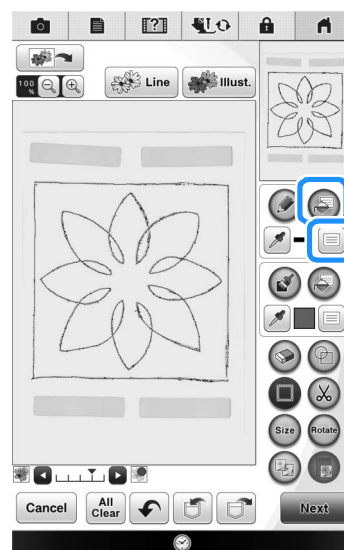 ?
100
%
Line
Illust.
Size
Rotate
Cancel
All
Clear
Next